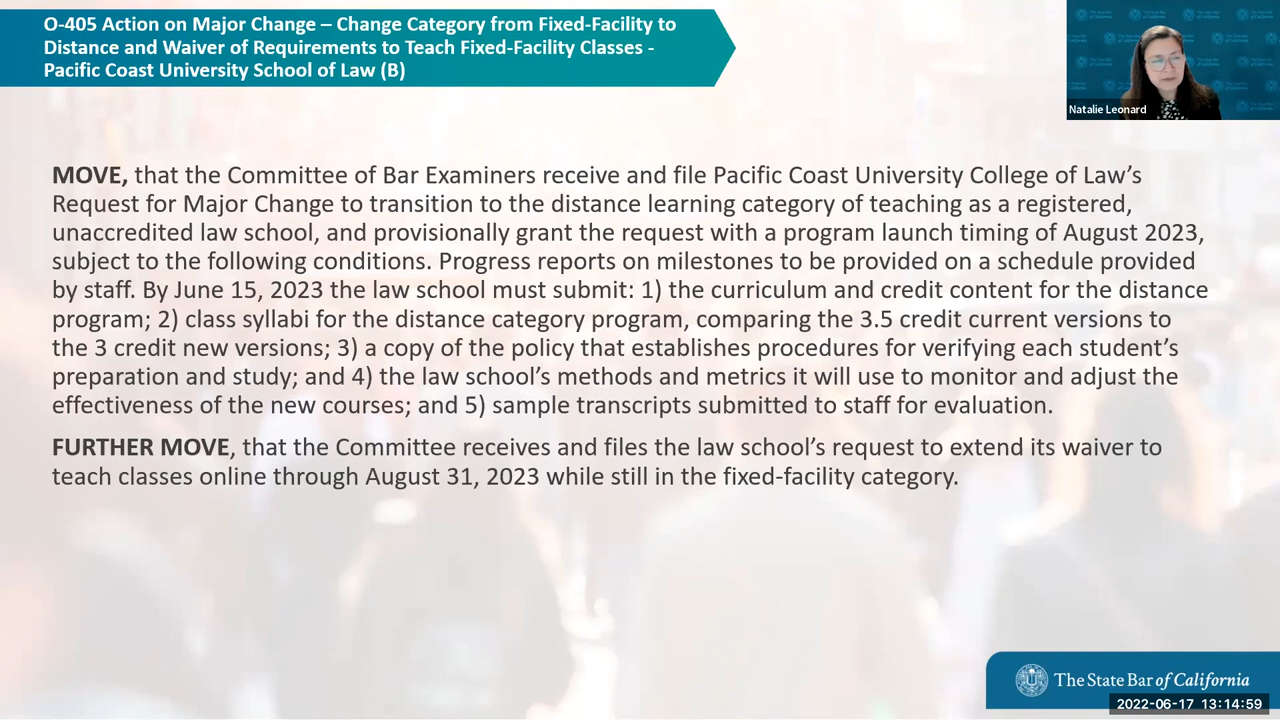 O-405 Action on Major Change – Change Category from Fixed-Facility to
Distance and Waiver of Requirements to Teach Fixed-Facility Classes -
Pacific Coast University School of Law (B)
Natalie Leonard
MOVE, that the Committee of Bar Examiners receive and file Pacific Coast University College of Law’s
Request for Major Change to transition to the distance learning category of teaching as a registered,
unaccredited law school, and provisionally grant the request with a program launch timing of August 2023,
subject to the following conditions. Progress reports on milestones to be provided on a schedule provided
by staff. By June 15, 2023 the law school must submit: 1) the curriculum and credit content for the distance
program; 2) class syllabi for the distance category program, comparing the 3.5 credit current versions to
the 3 credit new versions; 3) a copy of the policy that establishes procedures for verifying each student’s
preparation and study; and 4) the law school’s methods and metrics it will use to monitor and adjust the
effectiveness of the new courses; and 5) sample transcripts submitted to staff for evaluation.
FURTHER MOVE, that the Committee receives and files the law school’s request to extend its waiver to
teach classes online through August 31, 2023 while still in the fixed-facility category.
The State Bar of California
2022-06-17 13:14:59